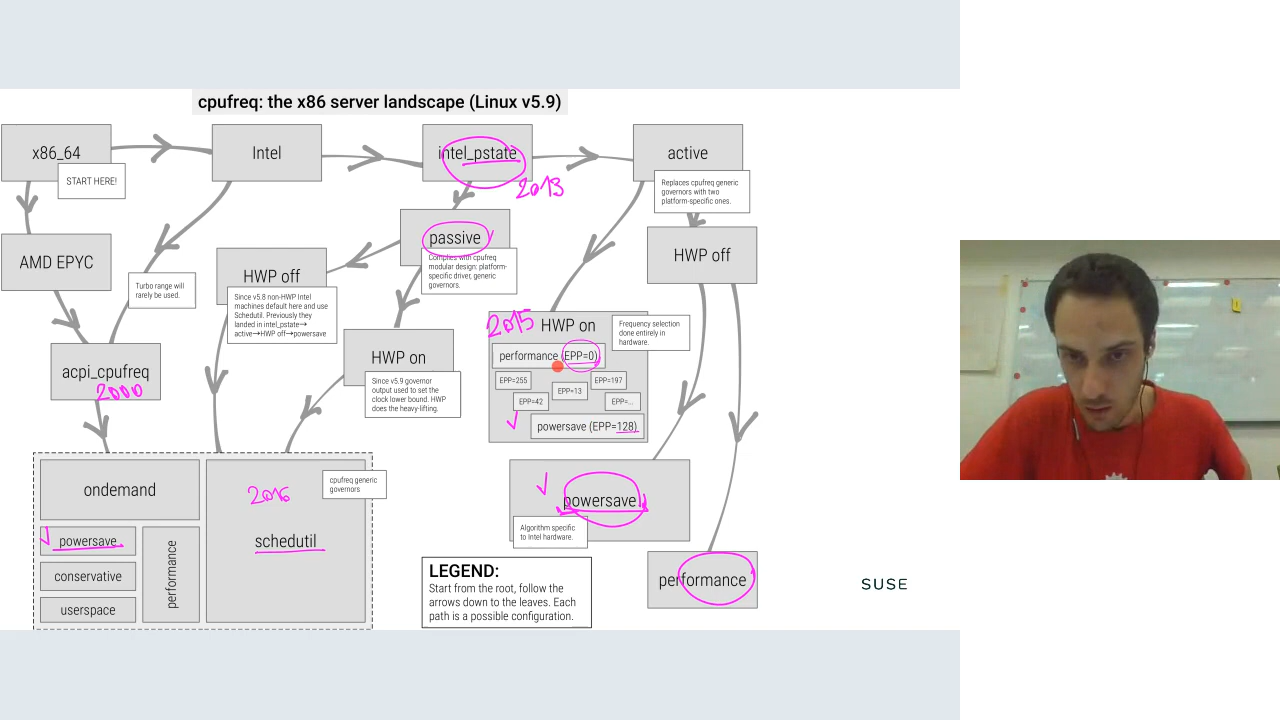 cpufreq: the x86 server landscape (Linux v5.9)
x86_64
START HERE!
Intel
intel_pstate
2013
active
Replaces cpufreq generic
governors with two
platform-specific ones.
passive
Complies with cpufreq
modular design: platform-
specific driver, generic
governors.
AMD EPYC
Turbo range will
rarely be used.
HWP off
Since v5.8 non-HWP Intel
machines default here and use
Schedutil. Previously they
landed in intel_pstate→
active→HWP off→powersave
HWP off
HWP on
Since v5.9 governor
output used to set the
clock lower bound. HWP
does the heavy-lifting.
2015
HWP on
Frequency selection
done entirely in
hardware.
performance (EPP=0)
EPP=255
EPP=13
EPP=197
EPP=42
EPP=...
powersave (EPP=128)
acpi_cpufreq
2000
ondemand
powersave
conservative
userspace
performance
2016
schedutil
cpufreq generic
governors
powersave
Algorithm specific
to Intel hardware.
performance
LEGEND:
Start from the root, follow the
arrows down to the leaves. Each
path is a possible configuration.
SUSE